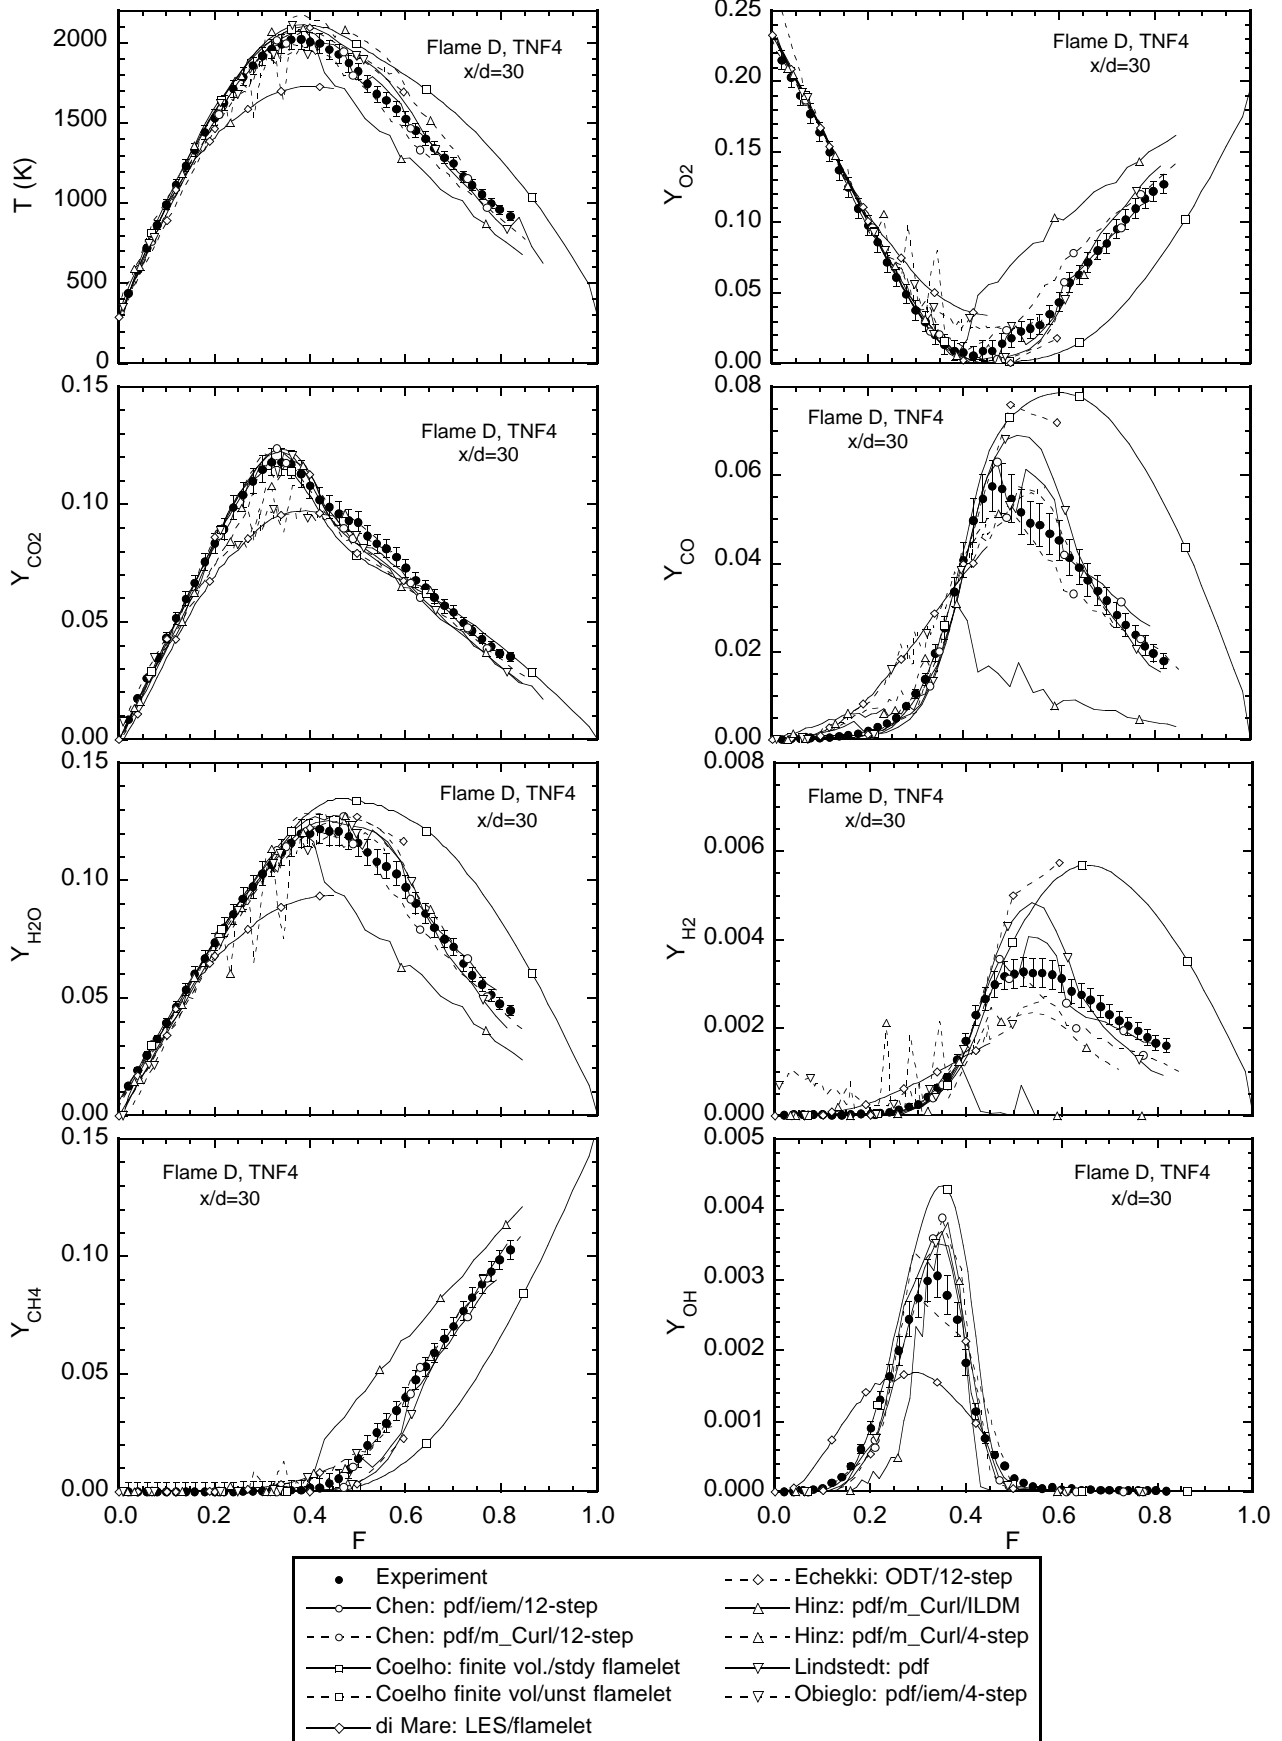 2000
1500
1000
500
0
T (K)
Flame D, TNF4
x/d=30
0.25
0.20
0.15
0.10
0.05
0.00
Y_O2
Flame D, TNF4
x/d=30
0.15
0.10
0.05
0.00
Y_CO2
Flame D, TNF4
x/d=30
0.08
0.06
0.04
0.02
0.00
Y_CO
Flame D, TNF4
x/d=30
0.15
0.10
0.05
0.00
Y_H2O
Flame D, TNF4
x/d=30
0.008
0.006
0.004
0.002
0.000
Y_H2
Flame D, TNF4
x/d=30
0.15
0.10
0.05
0.00
Y_CH4
Flame D, TNF4
x/d=30
0.0 0.2 0.4 0.6 0.8 1.0
F
0.005
0.004
0.003
0.002
0.001
0.000
Y_OH
Flame D, TNF4
x/d=30
0.0 0.2 0.4 0.6 0.8 1.0
F
Experiment
Chen: pdf/iem/12-step
Chen: pdf/m_Curl/12-step
Coelho: finite vol./stdy flamelet
Coelho finite vol/unst flamelet
di Mare: LES/flamelet
Echekki: ODT/12-step
Hinz: pdf/m_Curl/ILDM
Hinz: pdf/m_Curl/4-step
Lindstedt: pdf
Obieglo: pdf/iem/4-step